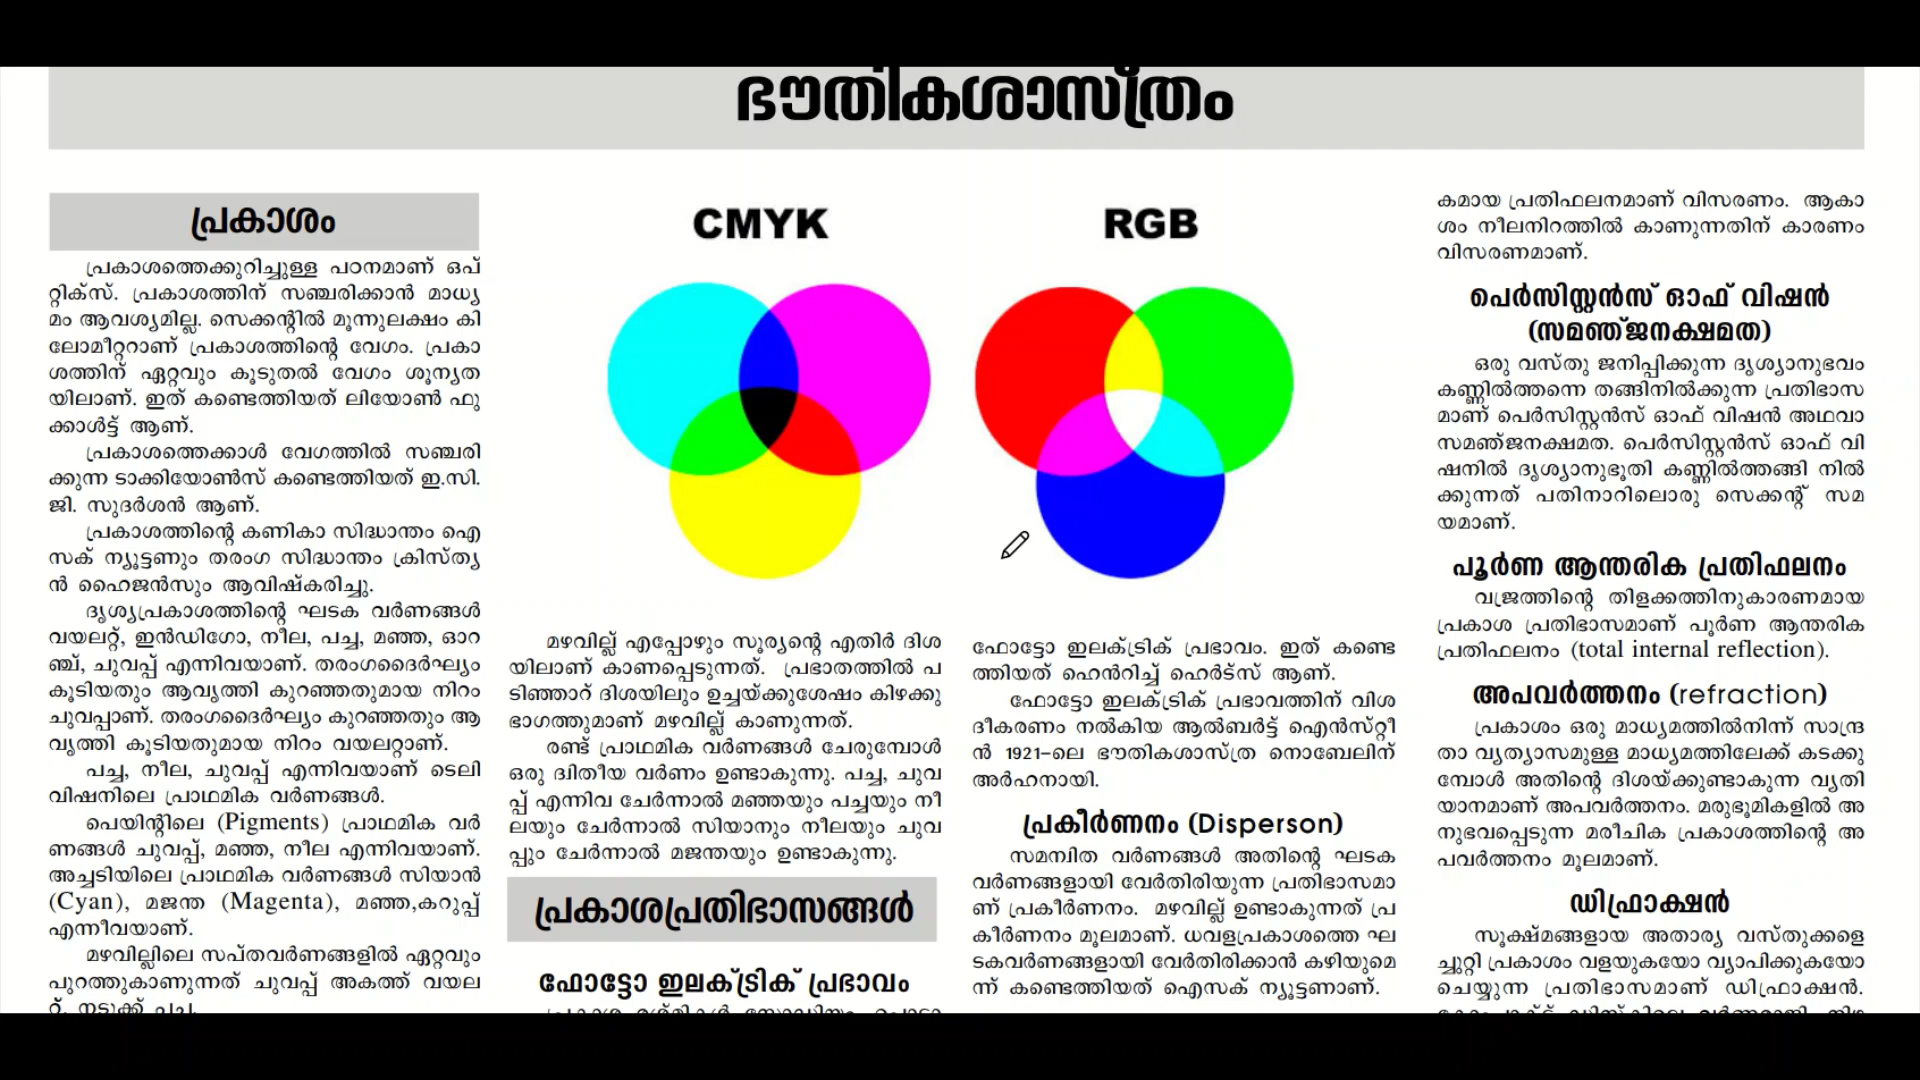 ഭൗതികശാസ്ത്രം
പ്രകാശം
പ്രകാശത്തെക്കുറിച്ചുള്ള പഠനമാണ് ഒപ്
റ്റിക്സ്. പ്രകാശത്തിന് സഞ്ചരിക്കാൻ മാധ്യ
മം ആവശ്യമില്ല. സെക്കന്റിൽ മൂന്നുലക്ഷം കി
ലോമീറ്ററാണ് പ്രകാശത്തിന്റെ വേഗം. പ്രകാ
ശത്തിന് ഏറ്റവും കൂടുതൽ വേഗം ശൂന്യത
യിലാണ്. ഇത് കണ്ടെത്തിയത് ലിയോൺ ഫു
ക്കാൾട്ട് ആണ്.
പ്രകാശത്തെക്കാൾ വേഗത്തിൽ സഞ്ചരി
ക്കുന്ന ടാക്കിയോൺസ് കണ്ടെത്തിയത് ഇ.സി.
ജി. സുദർശൻ ആണ്.
പ്രകാശത്തിന്റെ കണികാ സിദ്ധാന്തം ഐ
സക് ന്യൂട്ടണും തരംഗ സിദ്ധാന്തം ക്രിസ്ത്യ
ൻ ഹൈജൻസും ആവിഷ്കരിച്ചു.
ദൃശ്യപ്രകാശത്തിന്റെ ഘടക വർണങ്ങൾ
വയലറ്റ്, ഇൻഡിഗോ, നീല, പച്ച, മഞ്ഞ, ഓറ
ഞ്ച്, ചുവപ്പ് എന്നിവയാണ്. തരംഗദൈർഘ്യം
കൂടിയതും ആവൃത്തി കുറഞ്ഞതുമായ നിറം
ചുവപ്പാണ്. തരംഗദൈർഘ്യം കുറഞ്ഞതും ആ
വൃത്തി കൂടിയതുമായ നിറം വയലറ്റാണ്.
പച്ച, നീല, ചുവപ്പ് എന്നിവയാണ് ടെലി
വിഷനിലെ പ്രാഥമിക വർണങ്ങൾ.
പെയിന്റിലെ (Pigments) പ്രാഥമിക വർ
ണങ്ങൾ ചുവപ്പ്, മഞ്ഞ, നീല എന്നിവയാണ്.
അച്ചടിയിലെ പ്രാഥമിക വർണങ്ങൾ സിയാൻ
(Cyan), മജന്ത (Magenta), മഞ്ഞ,കറുപ്പ്
എന്നീവയാണ്.
മഴവില്ലിലെ സപ്തവർണങ്ങളിൽ ഏറ്റവും
പുറത്തുകാണുന്നത് ചുവപ്പ് അകത്ത് വയല
റ്റ്, നടുക്ക് പച്ച.
CMYK
RGB
മഴവില്ല് എപ്പോഴും സൂര്യന്റെ എതിർ ദിശ
യിലാണ് കാണപ്പെടുന്നത്. പ്രഭാതത്തിൽ പ
ടിഞ്ഞാറ് ദിശയിലും ഉച്ചയ്ക്കുശേഷം കിഴക്കു
ഭാഗത്തുമാണ് മഴവില്ല് കാണുന്നത്.
രണ്ട് പ്രാഥമിക വർണങ്ങൾ ചേരുമ്പോൾ
ഒരു ദ്വിതീയ വർണം ഉണ്ടാകുന്നു. പച്ച, ചുവ
പ്പ് എന്നിവ ചേർന്നാൽ മഞ്ഞയും പച്ചയും നീ
ലയും ചേർന്നാൽ സിയാനും നീലയും ചുവ
പ്പും ചേർന്നാൽ മജന്തയും ഉണ്ടാകുന്നു.
പ്രകാശപ്രതിഭാസങ്ങൾ
ഫോട്ടോ ഇലക്ട്രിക് പ്രഭാവം
ഫോട്ടോ ഇലക്ട്രിക് പ്രഭാവം. ഇത് കണ്ടെ
ത്തിയത് ഹെൻറിച്ച് ഹെർട്സ് ആണ്.
ഫോട്ടോ ഇലക്ട്രിക് പ്രഭാവത്തിന് വിശ
ദീകരണം നൽകിയ ആൽബർട്ട് ഐൻസ്റ്റീ
ൻ 1921-ലെ ഭൗതികശാസ്ത്ര നൊബേലിന്
അർഹനായി.
പ്രകീർണനം (Disperson)
സമന്വിത വർണങ്ങൾ അതിന്റെ ഘടക
വർണങ്ങളായി വേർതിരിയുന്ന പ്രതിഭാസമാ
ണ് പ്രകീർണനം. മഴവില്ല് ഉണ്ടാകുന്നത് പ്ര
കീർണനം മൂലമാണ്. ധവളപ്രകാശത്തെ ഘ
ടകവർണങ്ങളായി വേർതിരിക്കാൻ കഴിയുമെ
ന്ന് കണ്ടെത്തിയത് ഐസക് ന്യൂട്ടണാണ്.
കമായ പ്രതിഫലനമാണ് വിസരണം. ആകാ
ശം നീലനിറത്തിൽ കാണുന്നതിന് കാരണം
വിസരണമാണ്.
പെർസിസ്റ്റൻസ് ഓഫ് വിഷൻ
(സമഞ്ജനക്ഷമത)
ഒരു വസ്തു ജനിപ്പിക്കുന്ന ദൃശ്യാനുഭവം
കണ്ണിൽത്തന്നെ തങ്ങിനിൽക്കുന്ന പ്രതിഭാസ
മാണ് പെർസിസ്റ്റൻസ് ഓഫ് വിഷൻ അഥവാ
സമഞ്ജനക്ഷമത. പെർസിസ്റ്റൻസ് ഓഫ് വി
ഷനിൽ ദൃശ്യാനുഭൂതി കണ്ണിൽത്തങ്ങി നിൽ
ക്കുന്നത് പതിനാറിലൊരു സെക്കന്റ് സമ
യമാണ്.
പൂർണ ആന്തരിക പ്രതിഫലനം
വജ്രത്തിന്റെ തിളക്കത്തിനുകാരണമായ
പ്രകാശ പ്രതിഭാസമാണ് പൂർണ ആന്തരിക
പ്രതിഫലനം (total internal reflection).
അപവർത്തനം (refraction)
പ്രകാശം ഒരു മാധ്യമത്തിൽനിന്ന് സാന്ദ്ര
താ വ്യത്യാസമുള്ള മാധ്യമത്തിലേക്ക് കടക്കു
മ്പോൾ അതിന്റെ ദിശയ്ക്കുണ്ടാകുന്ന വ്യതി
യാനമാണ് അപവർത്തനം. മരുഭൂമികളിൽ അ
നുഭവപ്പെടുന്ന മരീചിക പ്രകാശത്തിന്റെ അ
പവർത്തനം മൂലമാണ്.
ഡിഫ്രാക്ഷൻ
സൂക്ഷ്മങ്ങളായ അതാര്യ വസ്തുക്കളെ
ച്ചുറ്റി പ്രകാശം വളയുകയോ വ്യാപിക്കുകയോ
ചെയ്യുന്ന പ്രതിഭാസമാണ് ഡിഫ്രാക്ഷൻ.